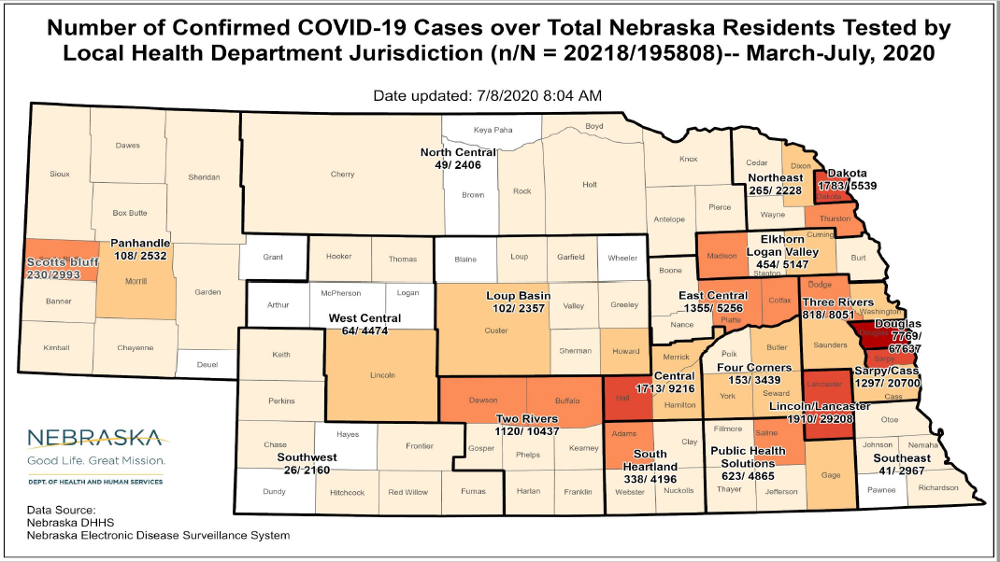 Number of Confirmed COVID-19 Cases over Total Nebraska Residents Tested by
Local Health Department Jurisdiction (n/N = 20218/195808)-- March-July, 2020
Date updated: 7/8/2020 8:04 AM
Keya Paha
Boyd
Dawes
North Central
49/ 2406
Knox
Cedar
Dixon
Sioux
Sheridan
Cherry
Holt
Northeast
265/ 2228
Dakota
1783/ 5539
Dakota
Brown
Rock
Box Butte
Antelope
Pierce
Wayne
Thurston
Panhandle
108/ 2532
Scotts bluff
230/2993
Grant
Hooker
Thomas
Blaine
Loup
Garfield
Wheeler
Madison
Elkhorn
Logan Valley
454/ 5147
Stanton
Cuming
Burt
Morrill
Boone
Banner
Garden
Arthur
McPherson
Logan
Loup Basin
102/ 2357
Valley
Greeley
East Central
1355/ 5256
Platte
Colfax
Dodge
Three Rivers
818/ 8051
Washington
West Central
64/ 4474
Custer
Nance
Douglas
7769/
67637
Douglas
Kimball
Cheyenne
Deuel
Keith
Lincoln
Sherman
Howard
Merrick
Polk
Butler
Saunders
Sarpy
Sarpy/Cass
1297/ 20700
Cass
Four Corners
153/ 3439
Central
1713/ 9216
Perkins
Dawson
Buffalo
Hall
Hamilton
York
Seward
Lancaster
Lincoln/Lancaster
1910/ 29208
Two Rivers
1120/ 10437
Otoe
Chase
Hayes
Frontier
Gosper
Phelps
Kearney
Adams
Clay
Fillmore
Saline
Johnson
Nemaha
Southwest
26/ 2160
South
Heartland
338/ 4196
Public Health
Solutions
623/ 4865
Southeast
41/ 2967
Gage
Dundy
Hitchcock
Red Willow
Furnas
Harlan
Franklin
Webster
Nuckolls
Thayer
Jefferson
Pawnee
Richardson
NEBRASKA
Good Life. Great Mission.
DEPT. OF HEALTH AND HUMAN SERVICES
Data Source:
Nebraska DHHS
Nebraska Electronic Disease Surveillance System